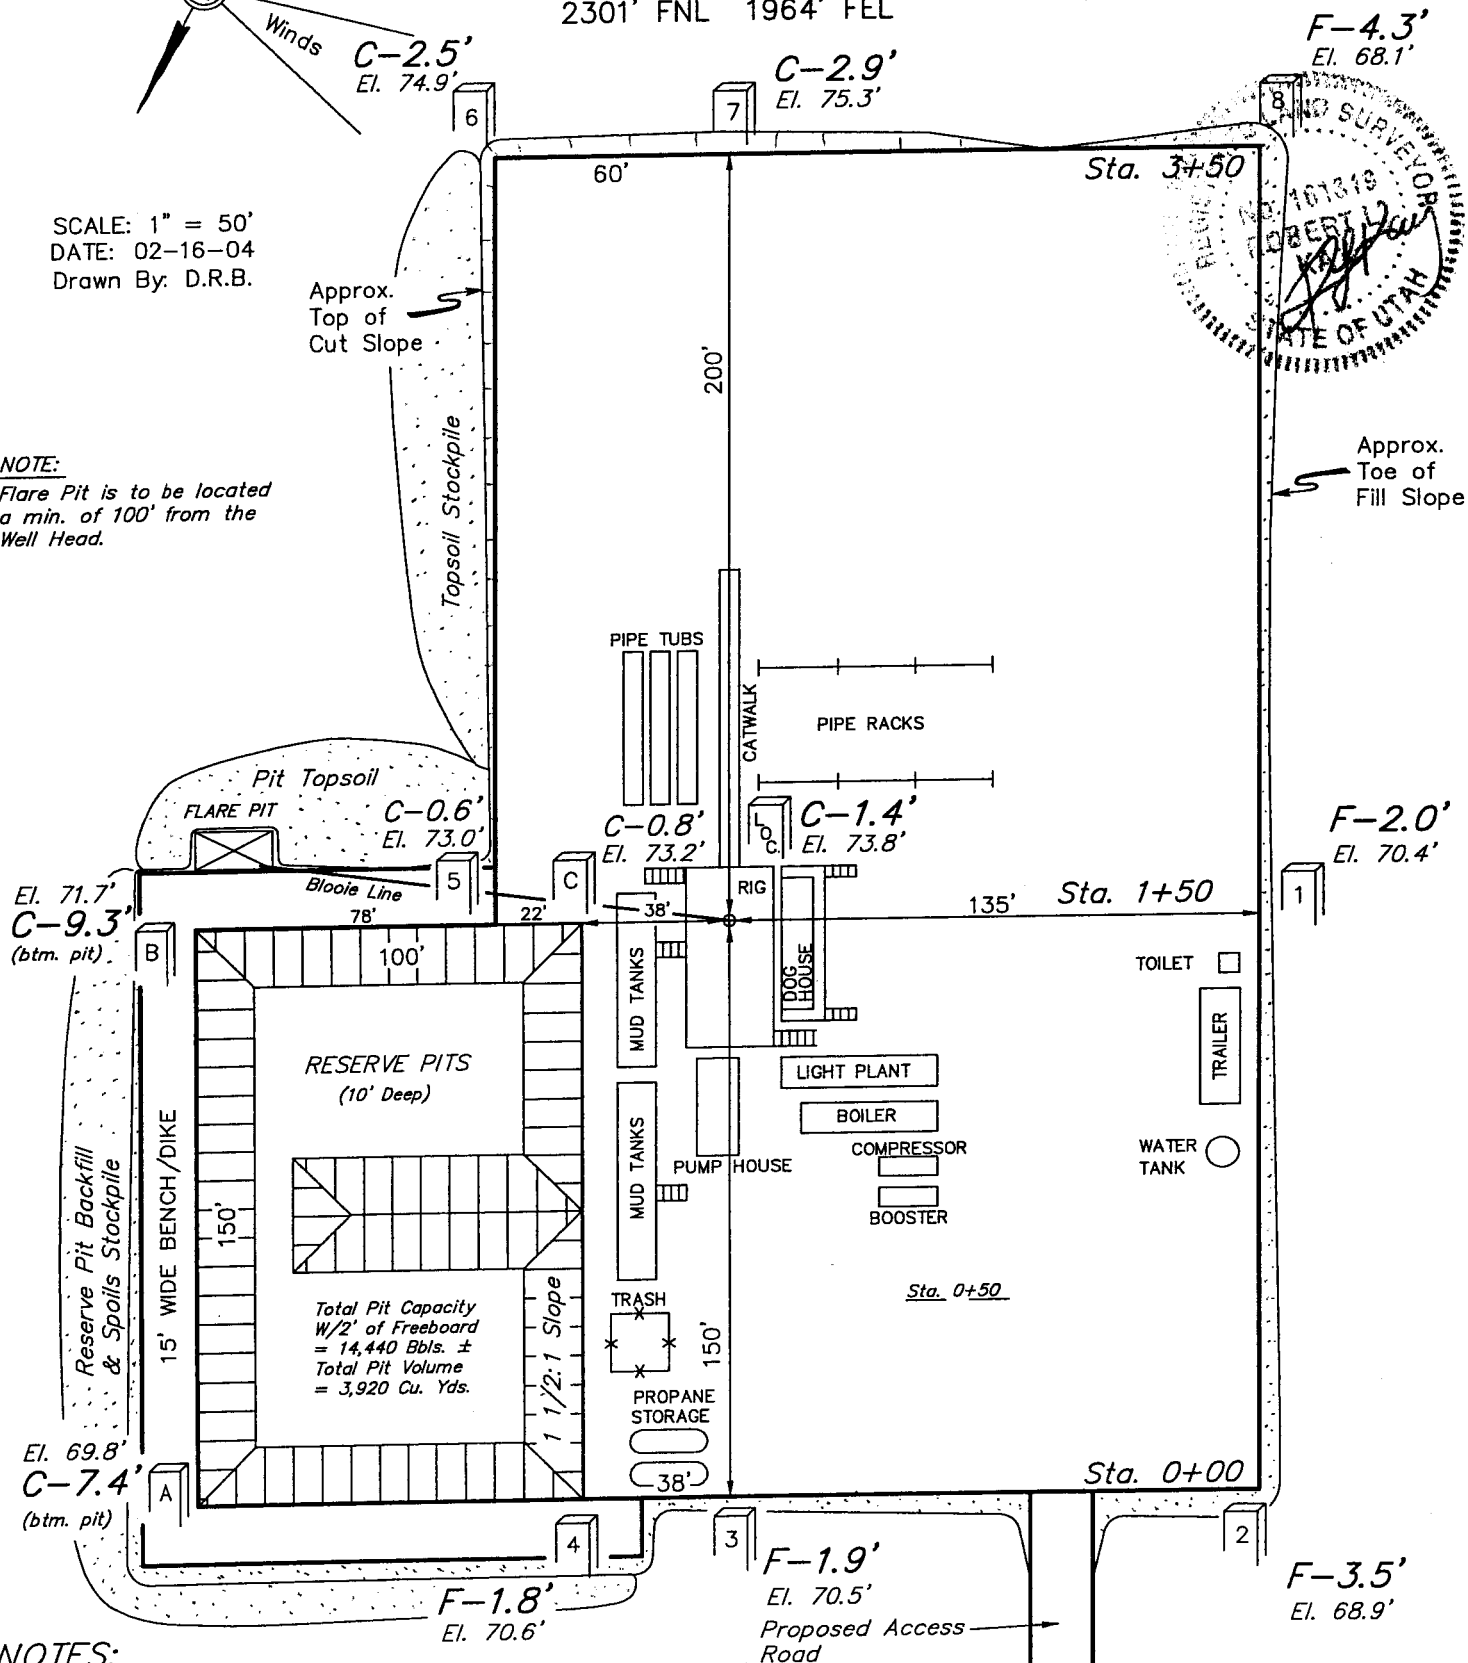 2301' FNL 1964' FEL
Winds
C-2.5'
El. 74.9'
C-2.9'
El. 75.3'
F-4.3'
El. 68.1'
6
7
8
60'
Sta. 3+50
LAND SURVEYOR
No. 161319
ROBERT L.
KAY
STATE OF UTAH
SCALE: 1" = 50'
DATE: 02-16-04
Drawn By: D.R.B.
Approx.
Top of
Cut Slope
200'
Topsoil Stockpile
Approx.
Toe of
Fill Slope
NOTE:
Flare Pit is to be located
a min. of 100' from the
Well Head.
PIPE TUBS
CATWALK
PIPE RACKS
Pit Topsoil
FLARE PIT
C-0.6'
El. 73.0'
C-0.8'
El. 73.2'
LOC.
C-1.4'
El. 73.8'
F-2.0'
El. 70.4'
5
C
1
Blooie Line
RIG
Sta. 1+50
El. 71.7'
C-9.3'
(btm. pit)
B
78'
22'
38'
135'
100'
MUD TANKS
DOG
HOUSE
TOILET
TRAILER
RESERVE PITS
(10' Deep)
LIGHT PLANT
BOILER
COMPRESSOR
BOOSTER
PUMP HOUSE
MUD TANKS
WATER
TANK
Reserve Pit Backfill
& Spoils Stockpile
15' WIDE BENCH/DIKE
150'
Total Pit Capacity
W/2' of Freeboard
= 14,440 Bbls. ±
Total Pit Volume
= 3,920 Cu. Yds.
1 1/2:1 Slope
TRASH
150'
Sta. 0+50
PROPANE
STORAGE
38'
Sta. 0+00
El. 69.8'
C-7.4'
(btm. pit)
A
4
3
2
F-1.8'
El. 70.6'
F-1.9'
El. 70.5'
F-3.5'
El. 68.9'
Proposed Access
Road
NOTES: